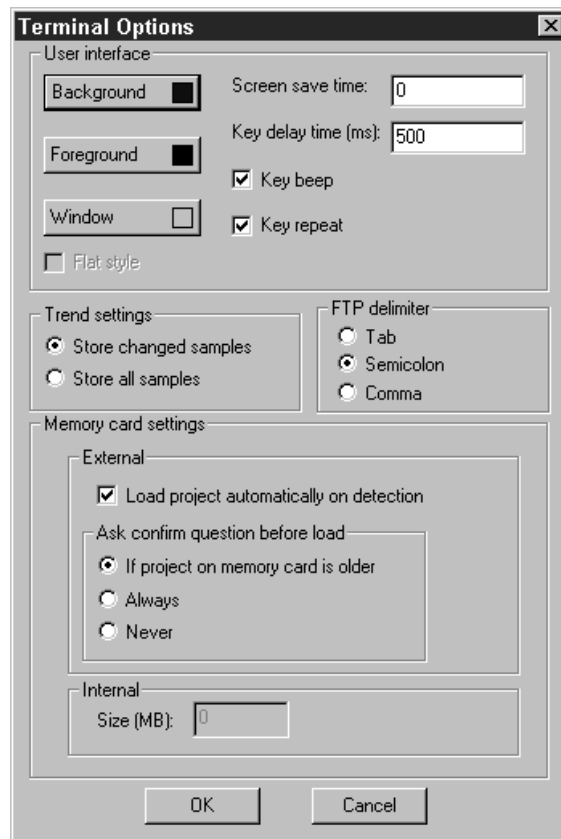 Terminal Options
User interface
Background
Screen save time: 0
Key delay time (ms): 500
Foreground
Key beep
Window
Key repeat
Flat style
Trend settings
Store changed samples
Store all samples
FTP delimiter
Tab
Semicolon
Comma
Memory card settings
External
Load project automatically on detection
Ask confirm question before load
If project on memory card is older
Always
Never
Internal
Size (MB): 0
OK Cancel